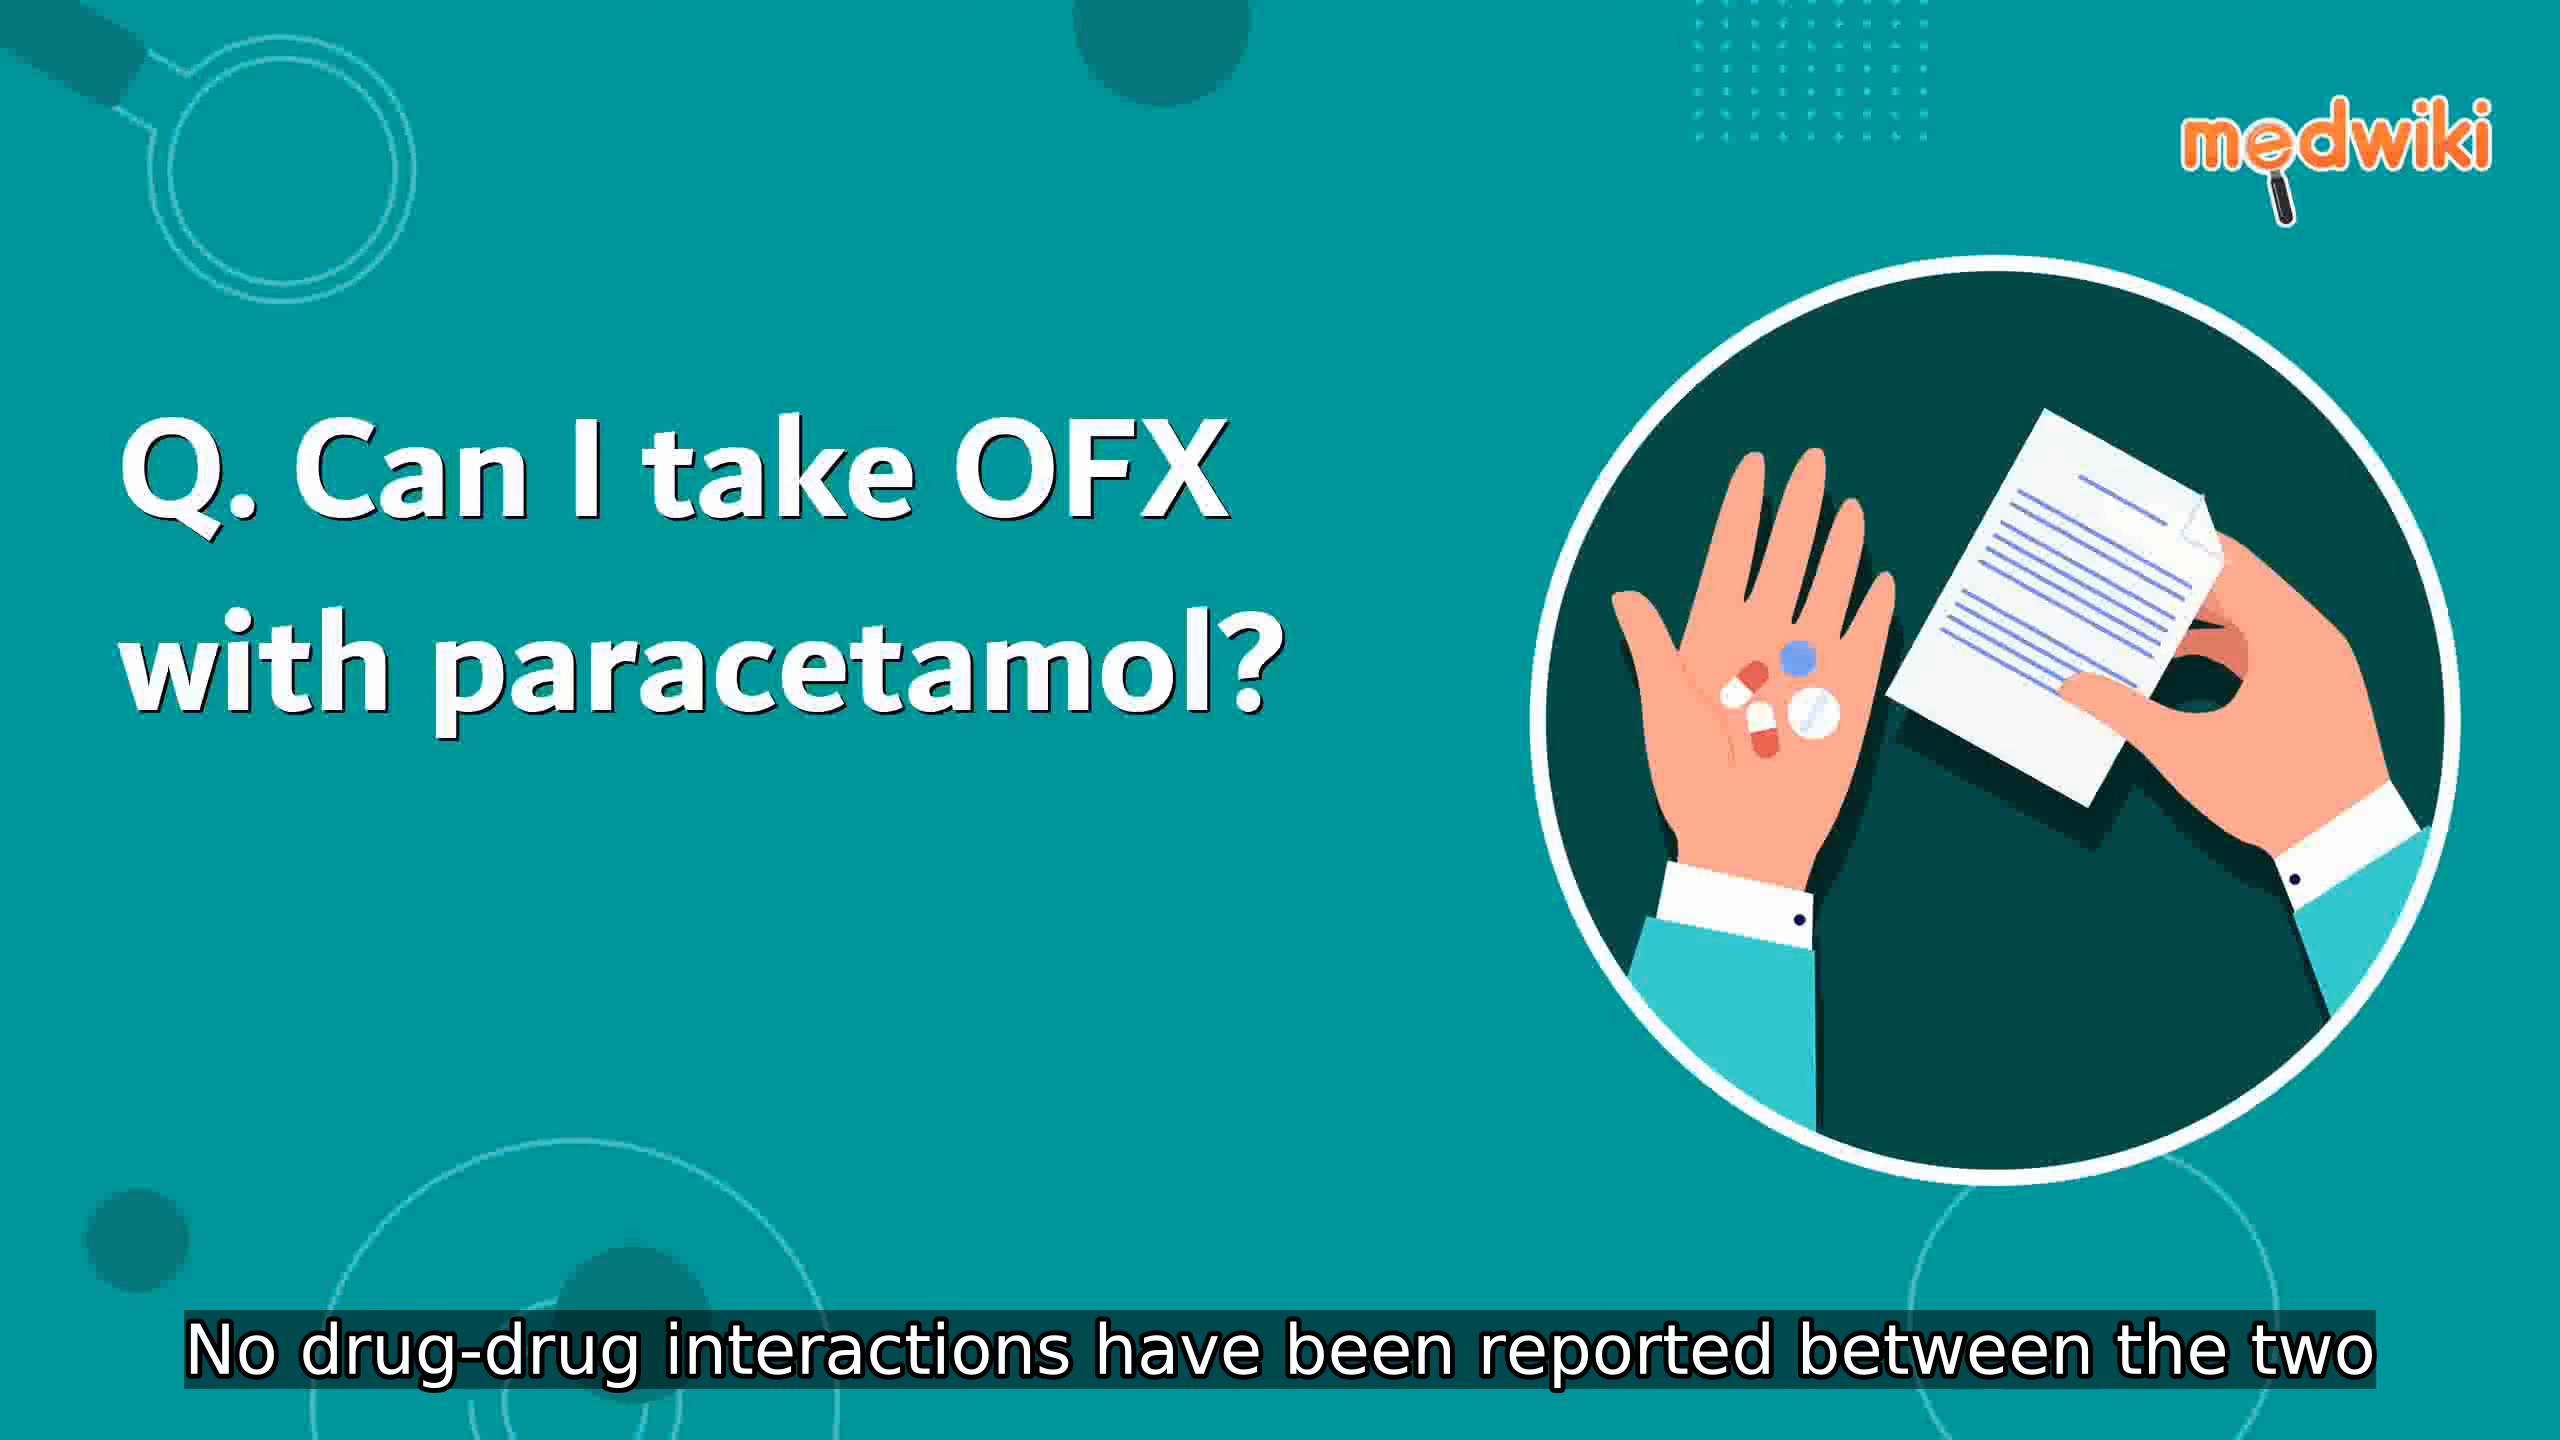 medwiki
Q. Can I take OFX
with paracetamol?
No drug-drug interactions have been reported between the two